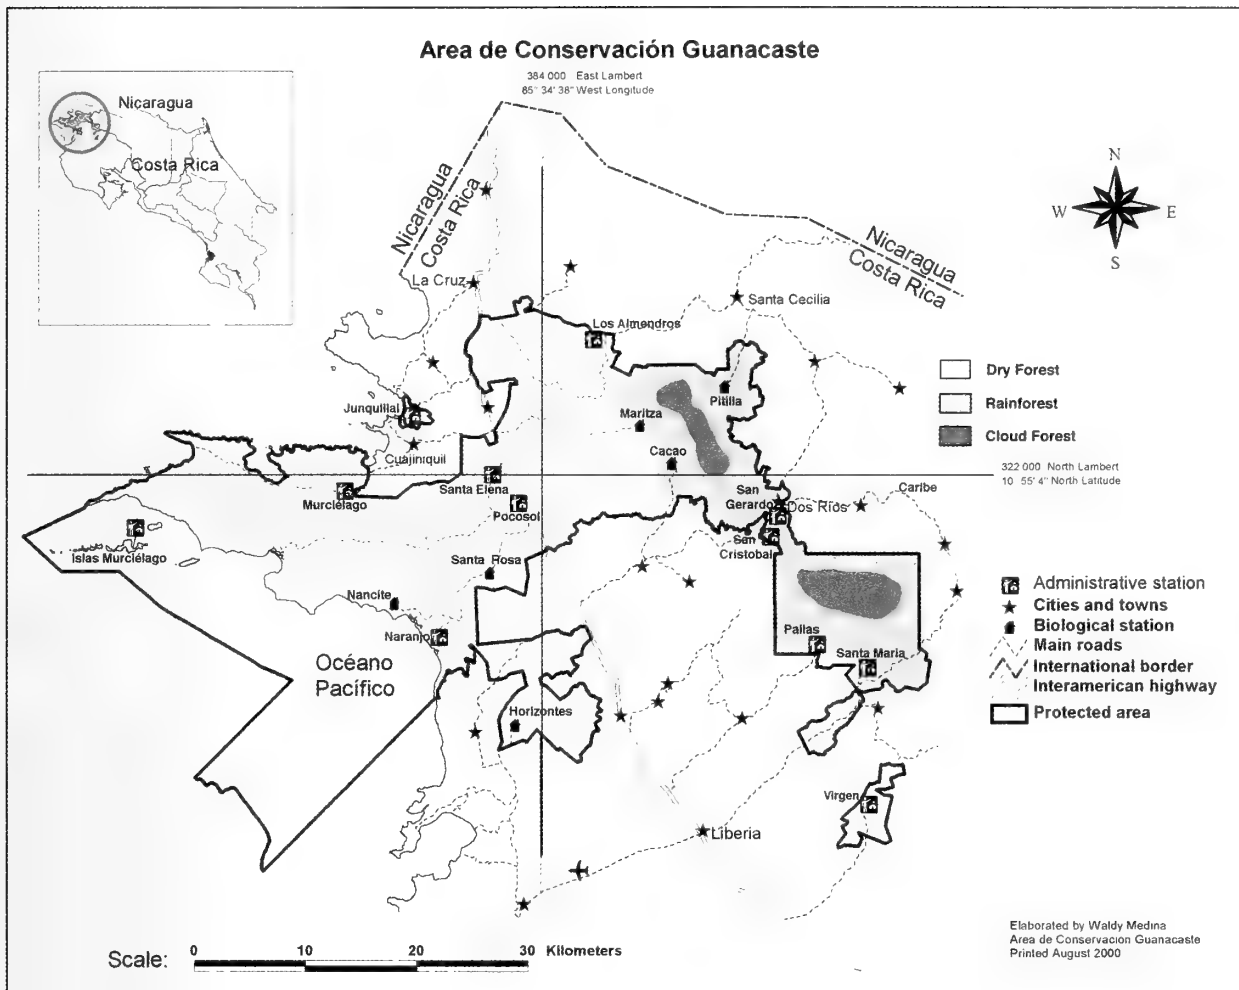 Area de Conservación Guanacaste
384 000 East Lambert
85° 34' 38" West Longitude
Nicaragua
Costa Rica
Nicaragua
Costa Rica
Nicaragua
Costa Rica
N
W
E
S
La Cruz
Santa Cecilia
Los Almendros
Junquillal
Maritza
Pitilla
Cuajiniquil
Cacao
Dry Forest
Rainforest
Cloud Forest
322 000 North Lambert
10° 55' 4" North Latitude
Murciélago
Santa Elena
Pocosol
San
Gerardo
Dos Ríos
Caribe
San
Cristobal
Islas Murciélago
Santa Rosa
Nancite
Naranjo
Océano
Pacífico
Pailas
Santa Maria
Horizontes
Virgen
Liberia
Administrative station
Cities and towns
Biological station
Main roads
International border
Interamerican highway
Protected area
Scale:
0
10
20
30 Kilometers
Elaborated by Waldy Medina
Area de Conservación Guanacaste
Printed August 2000